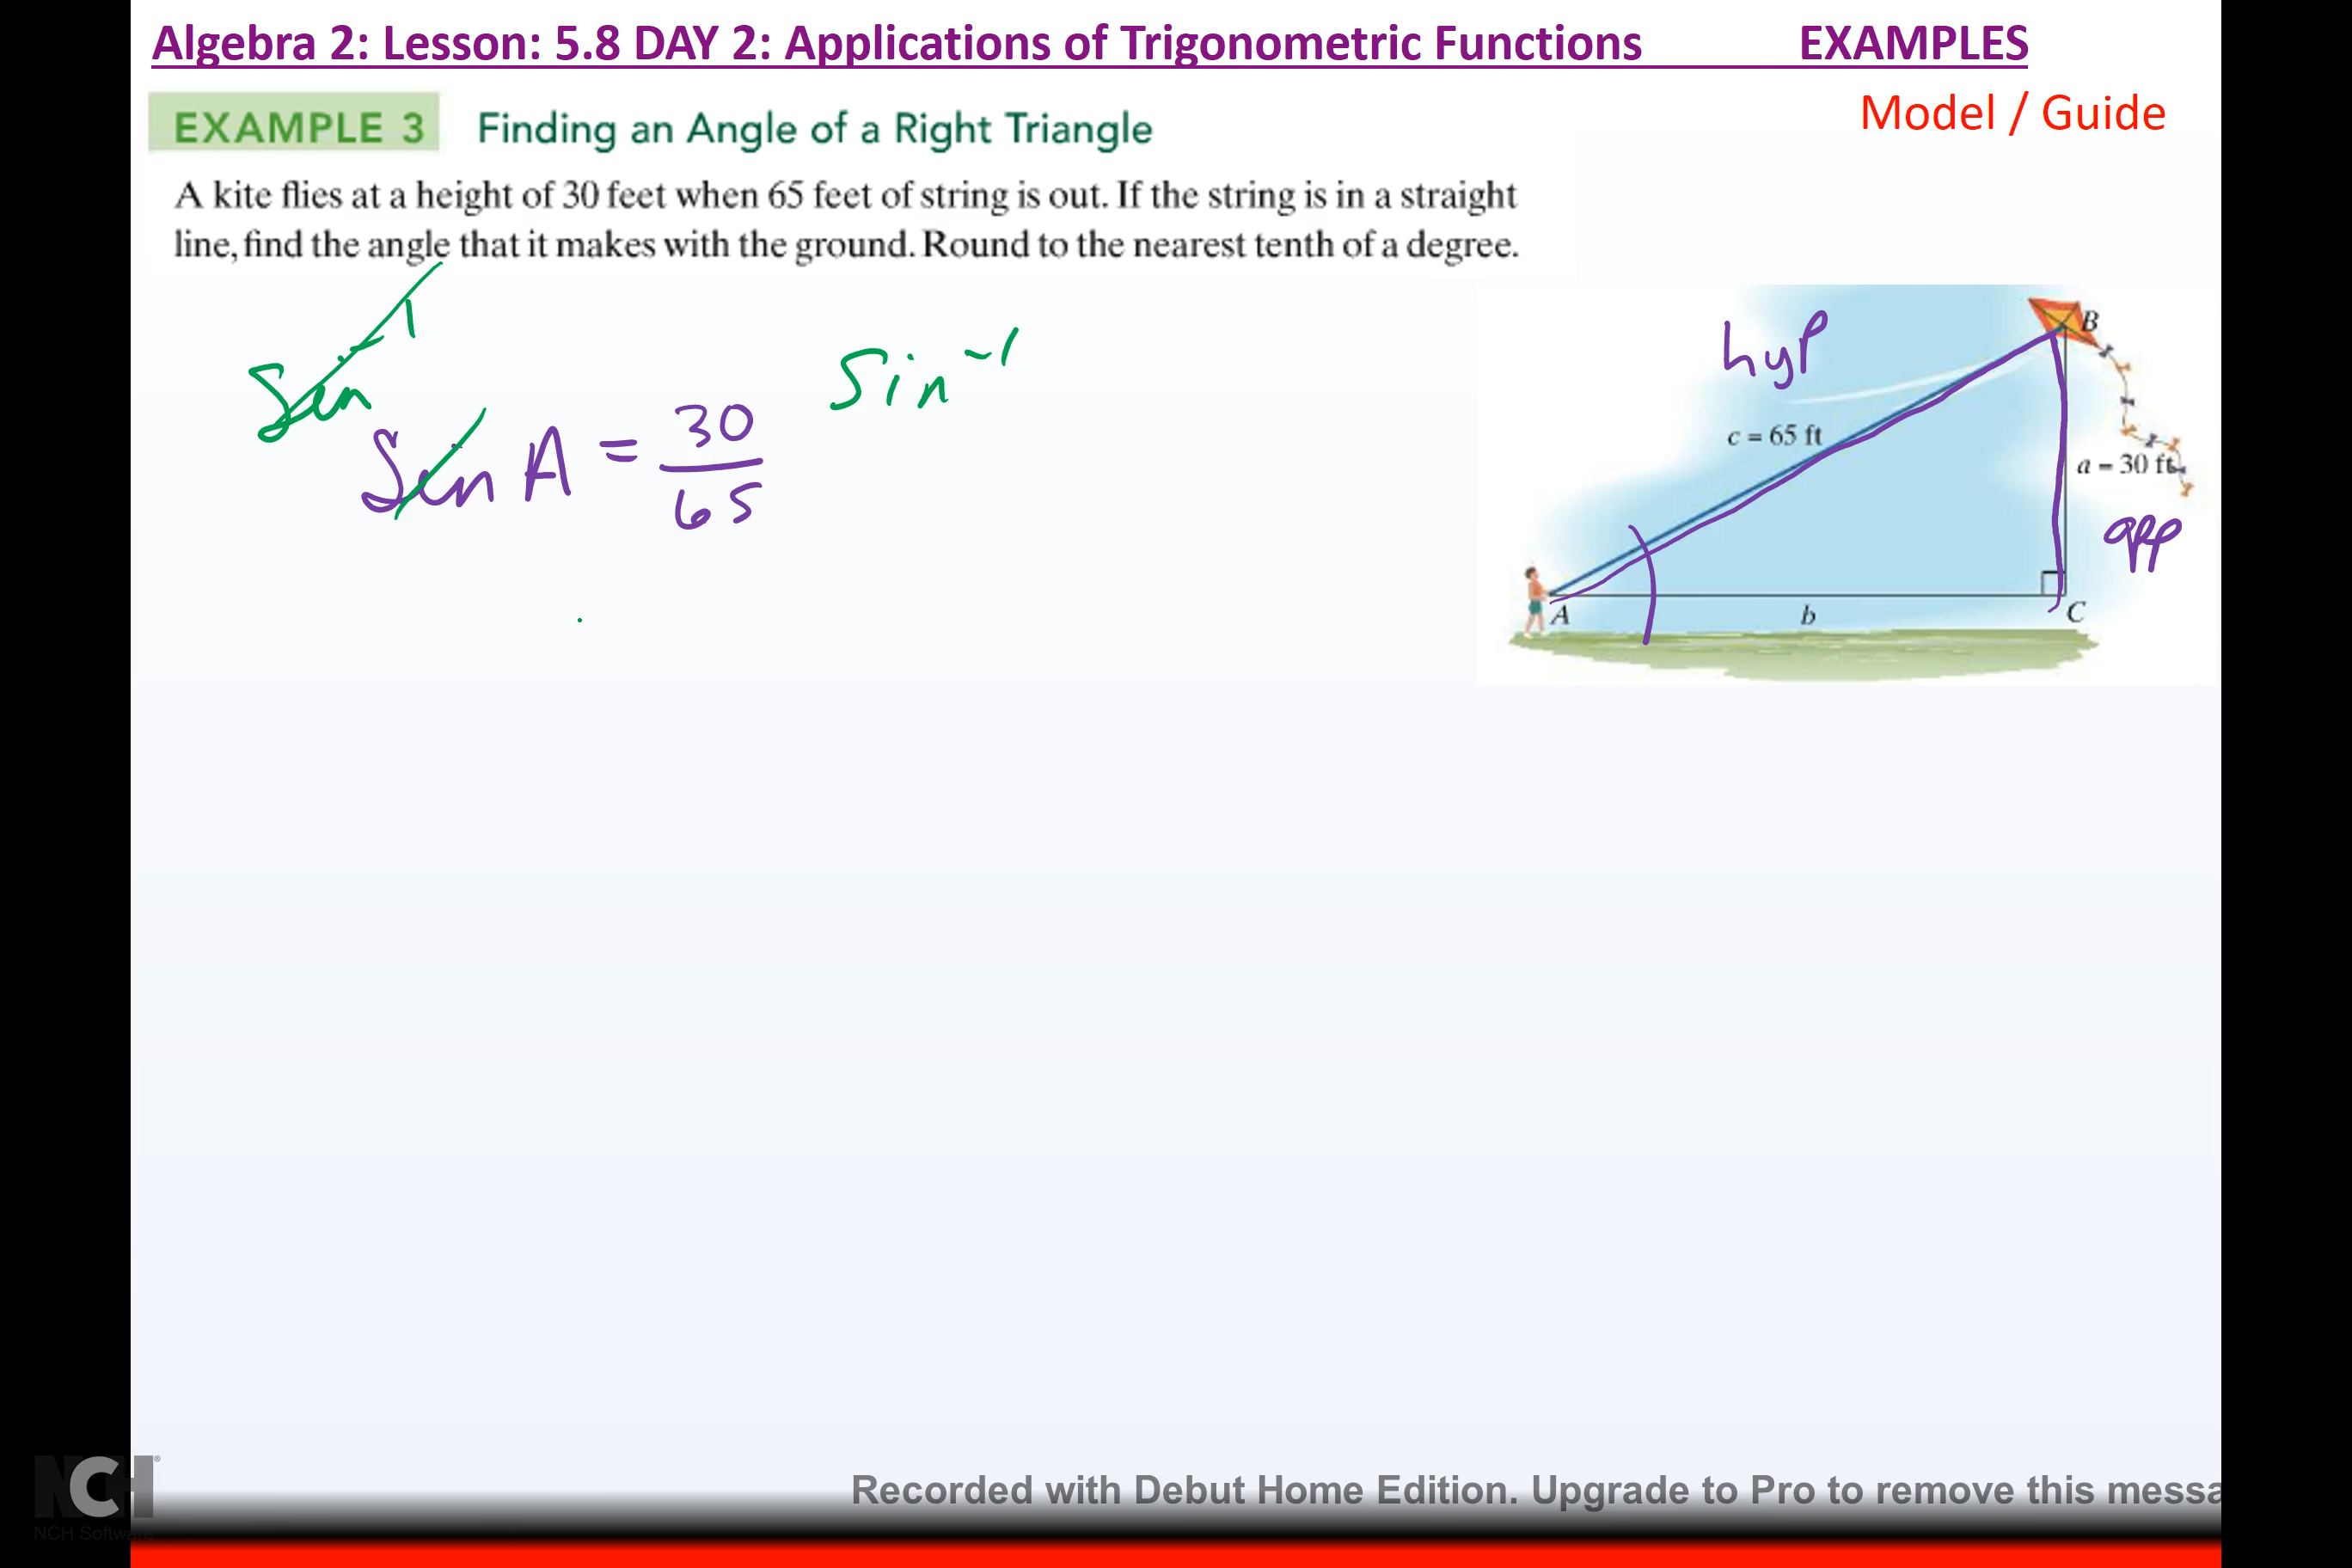 Algebra 2: Lesson: 5.8 DAY 2: Applications of Trigonometric Functions EXAMPLES
Model / Guide
EXAMPLE 3 Finding an Angle of a Right Triangle
A kite flies at a height of 30 feet when 65 feet of string is out. If the string is in a straight
line, find the angle that it makes with the ground. Round to the nearest tenth of a degree.
Sin⁻¹
Sin A = 30/65
Sin⁻¹
hyp
B
c = 65 ft
a = 30 ft
opp
A
b
C
Recorded with Debut Home Edition. Upgrade to Pro to remove this messa
NCH®
NCH Software